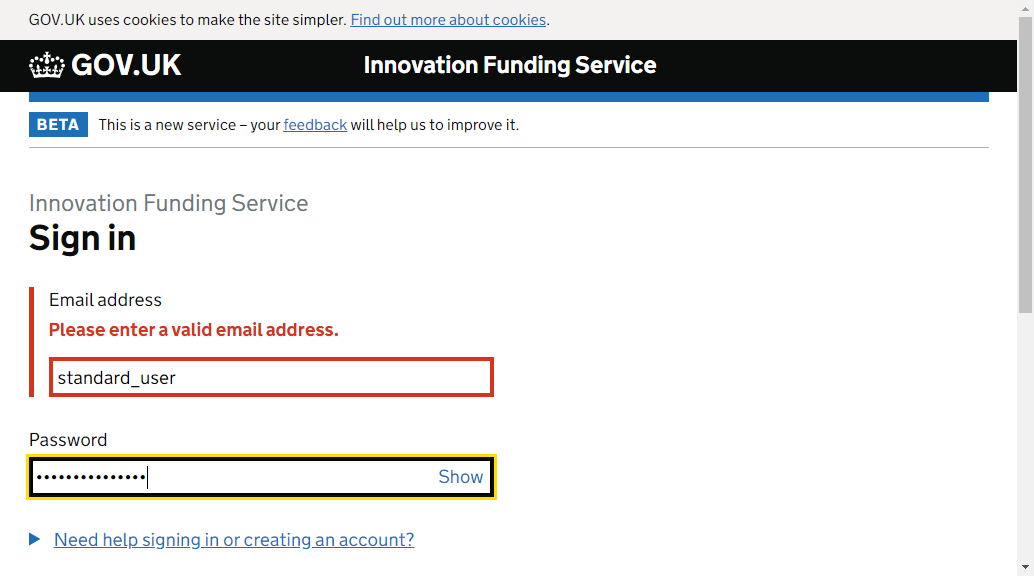 GOV.UK uses cookies to make the site simpler. Find out more about cookies.
GOV.UK Innovation Funding Service
BETA This is a new service – your feedback will help us to improve it.
Innovation Funding Service
Sign in
Email address
Please enter a valid email address.
standard_user
Password
••••••••••••••• Show
Need help signing in or creating an account?